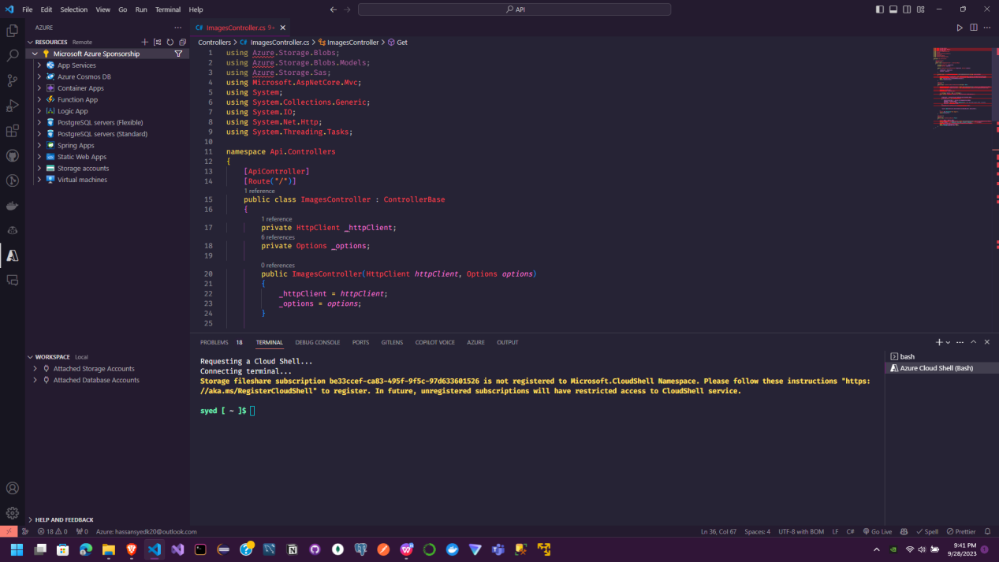 File Edit Selection View Go Run Terminal Help
API
AZURE
RESOURCES Remote
Microsoft Azure Sponsorship
App Services
Azure Cosmos DB
Container Apps
Function App
Logic App
PostgreSQL servers (Flexible)
PostgreSQL servers (Standard)
Spring Apps
Static Web Apps
Storage accounts
Virtual machines
WORKSPACE Local
Attached Storage Accounts
Attached Database Accounts
HELP AND FEEDBACK
C# ImagesController.cs 9+
Controllers > C# ImagesController.cs > ImagesController > Get
1 using Azure.Storage.Blobs;
2 using Azure.Storage.Blobs.Models;
3 using Azure.Storage.Sas;
4 using Microsoft.AspNetCore.Mvc;
5 using System;
6 using System.Collections.Generic;
7 using System.IO;
8 using System.Net.Http;
9 using System.Threading.Tasks;
10
11 namespace Api.Controllers
12 {
13 [ApiController]
14 [Route("*/*")]
1 reference
15 public class ImagesController : ControllerBase
16 {
1 reference
17 private HttpClient _httpClient;
6 references
18 private Options _options;
19
0 references
20 public ImagesController(HttpClient httpClient, Options options)
21 {
22 _httpClient = httpClient;
23 _options = options;
24 }
25
PROBLEMS 18 TERMINAL DEBUG CONSOLE PORTS GITLENS COPILOT VOICE AZURE OUTPUT
Requesting a Cloud Shell...
Connecting terminal...
Storage fileshare subscription be33ccef-ca83-495f-9f5c-97d633601526 is not registered to Microsoft.CloudShell Namespace. Please follow these instructions "https:
//aka.ms/RegisterCloudShell" to register. In future, unregistered subscriptions will have restricted access to CloudShell service.
syed [ ~ ]$
bash
Azure Cloud Shell (Bash)
18 0 0 Azure: hassansyedk20@outlook.com
Ln 36, Col 67 Spaces: 4 UTF-8 with BOM LF C# Go Live Spell Prettier
9:41 PM
9/28/2023